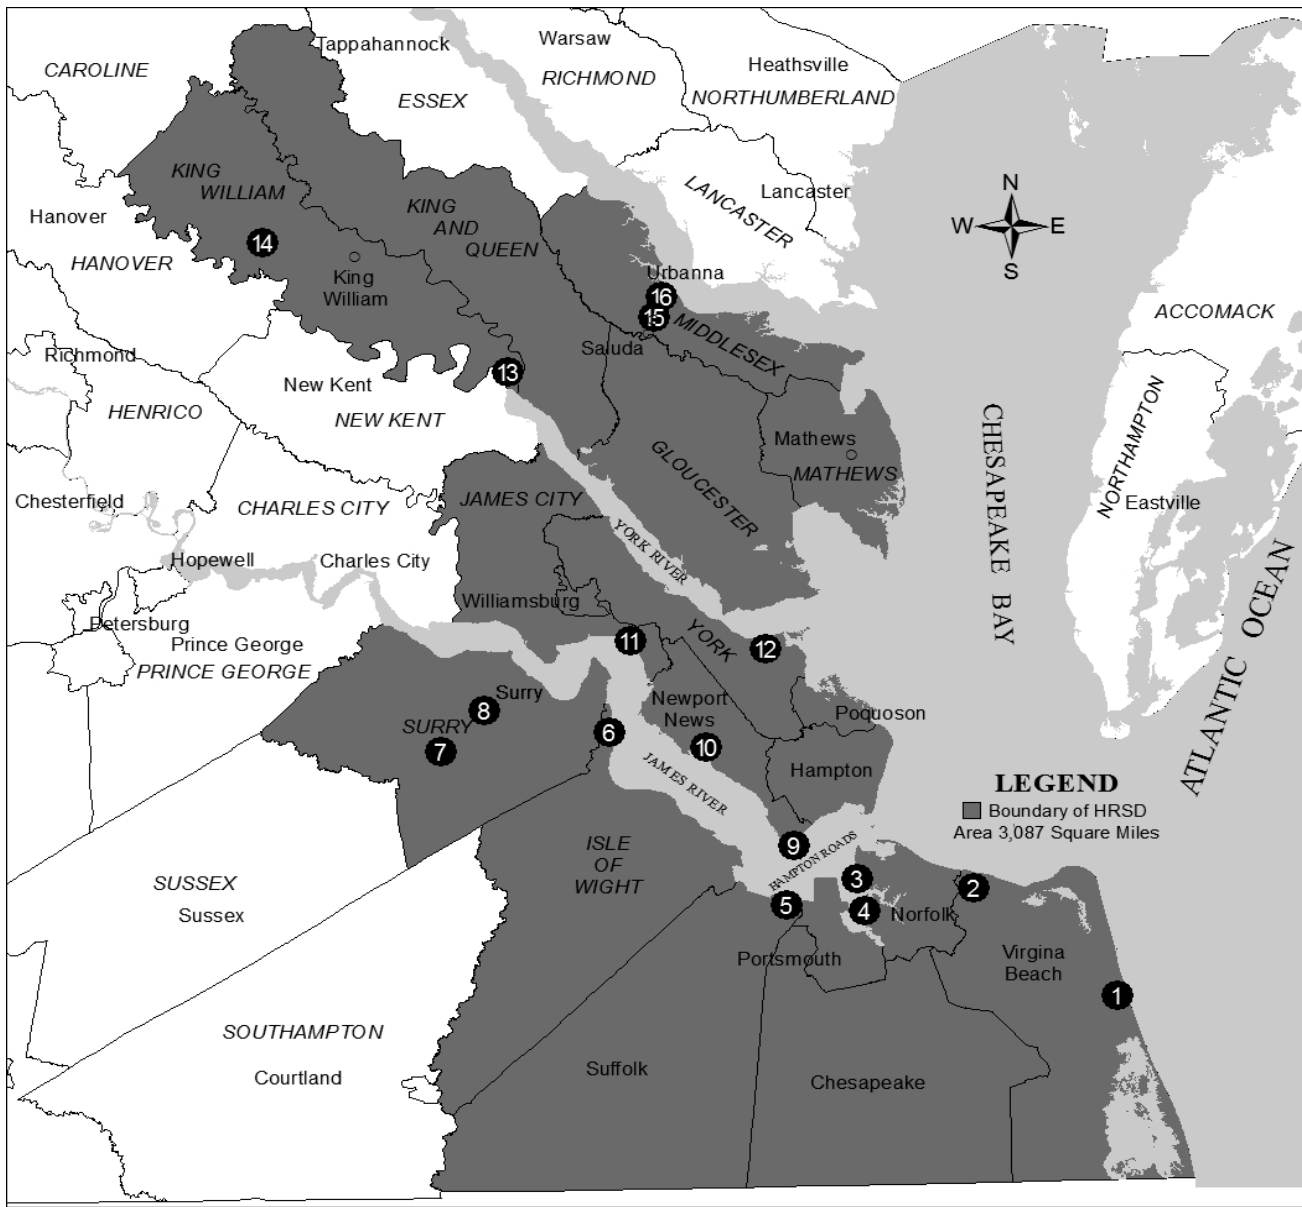 Tappahannock
Warsaw
CAROLINE
RICHMOND
Heathsville
ESSEX
NORTHUMBERLAND
KING
WILLIAM
LANCASTER
Lancaster
N
W E
S
Hanover
HANOVER
KING
AND
QUEEN
14
King
William
Urbanna
16
15
MIDDLESEX
ACCOMACK
Saluda
Richmond
New Kent
13
HENRICO
NEW KENT
NORTHAMPTON
CHESAPEAKE BAY
Mathews
MATHEWS
GLOUCESTER
Chesterfield
CHARLES CITY
JAMES CITY
Eastville
YORK RIVER
Hopewell
Charles City
Williamsburg
Petersburg
Prince George
PRINCE GEORGE
11
YORK
12
ATLANTIC OCEAN
Surry
8
SURRY
7
6
Newport
News
10
Poquoson
Hampton
JAMES RIVER
LEGEND
Boundary of HRSD
Area 3,087 Square Miles
ISLE
OF
WIGHT
9
HAMPTON ROADS
3
2
SUSSEX
Sussex
5
4
Norfolk
Portsmouth
Virgina
Beach
1
SOUTHAMPTON
Courtland
Suffolk
Chesapeake